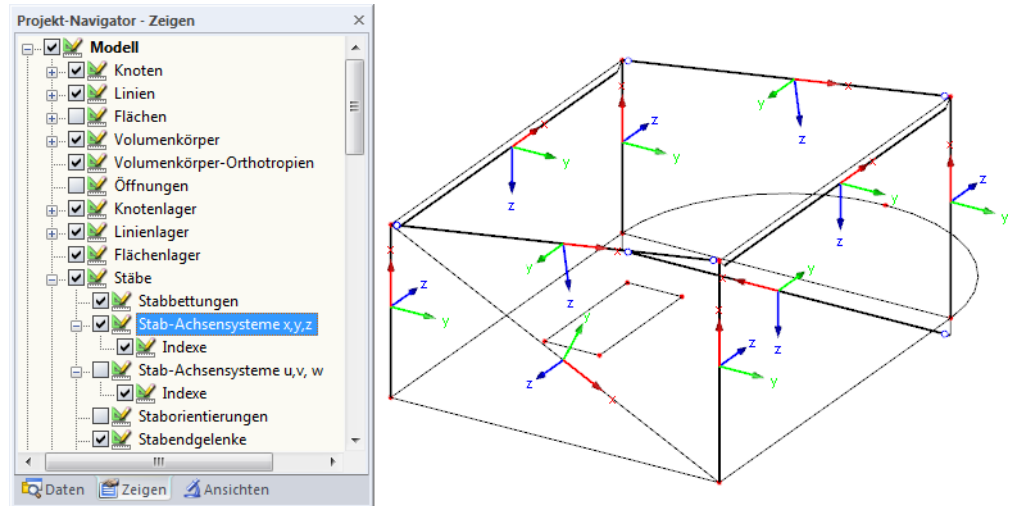 Projekt-Navigator - Zeigen
Modell
Knoten
Linien
Flächen
Volumenkörper
Volumenkörper-Orthotropien
Öffnungen
Knotenlager
Linienlager
Flächenlager
Stäbe
Stabbettungen
Stab-Achsensysteme x,y,z
Indexe
Stab-Achsensysteme u,v, w
Indexe
Staborientierungen
Stabendgelenke
Daten Zeigen Ansichten
x y z
x y z
x y z
x y z
x y z
x y z
x y z
x y z
x y z
x y z